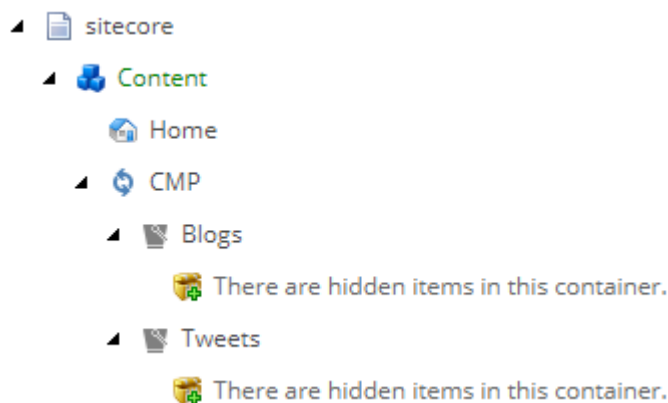 sitecore
Content
Home
CMP
Blogs
There are hidden items in this container.
Tweets
There are hidden items in this container.